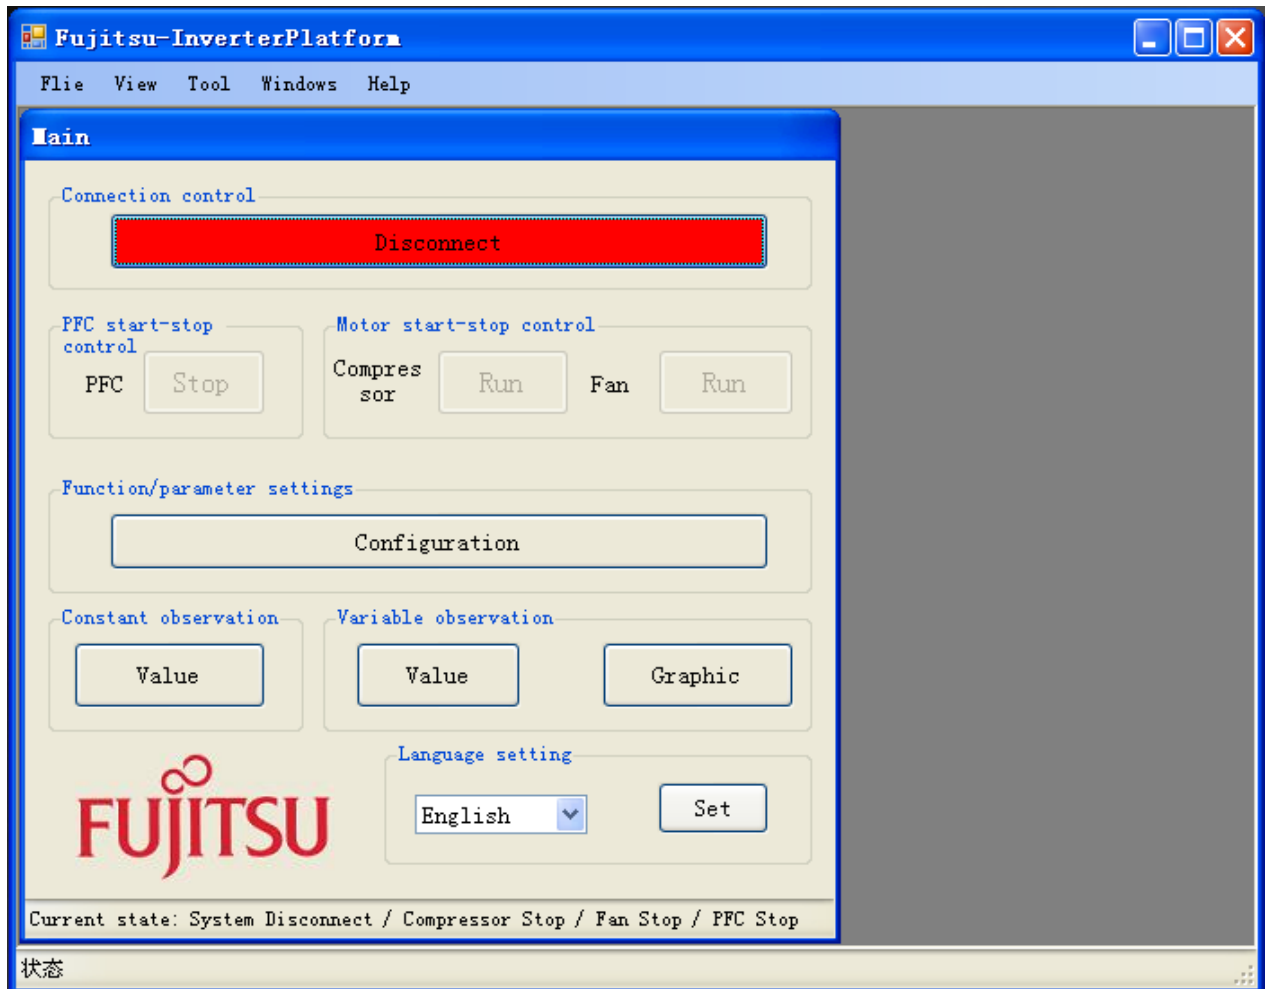 Fujitsu-InverterPlatform
Flie View Tool Windows Help
Main
Connection control
Disconnect
PFC start-stop
control
PFC Stop
Motor start-stop control
Compres
sor
Run
Fan
Run
Function/parameter settings
Configuration
Constant observation
Value
Variable observation
Value Graphic
FUJITSU
Language setting
English Set
Current state: System Disconnect / Compressor Stop / Fan Stop / PFC Stop
状态